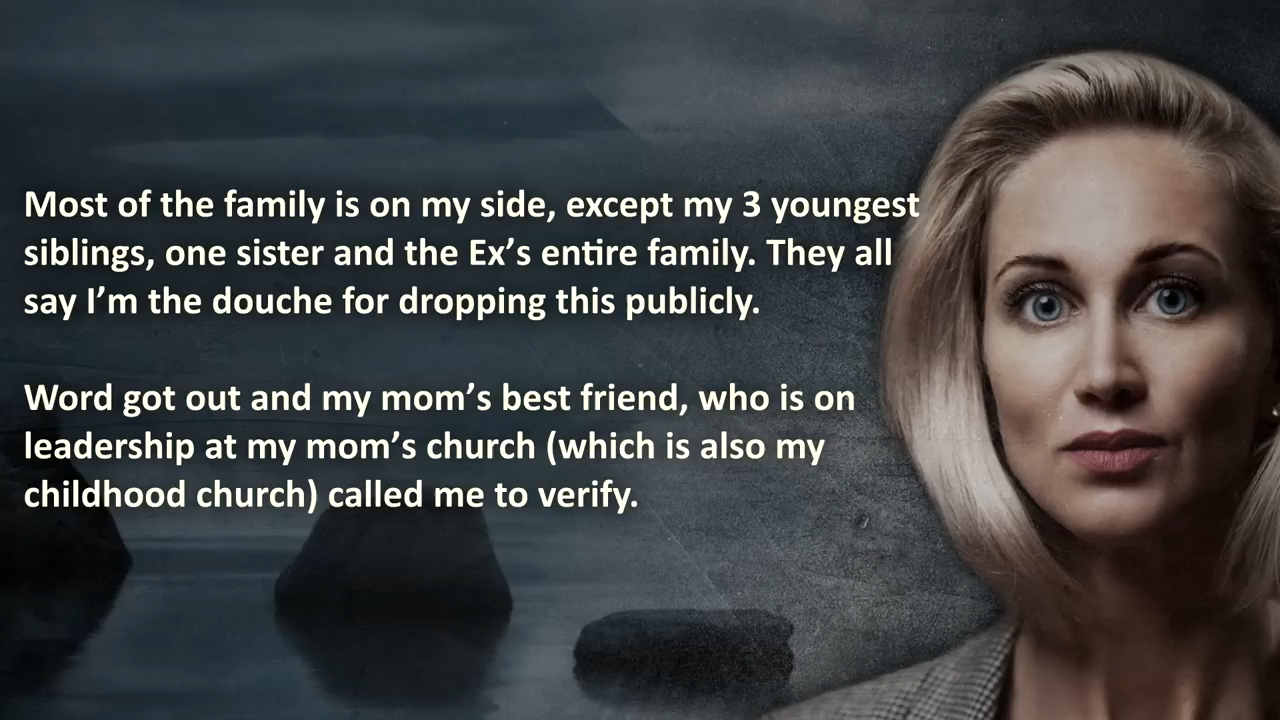 Most of the family is on my side, except my 3 youngest
siblings, one sister and the Ex’s entire family. They all
say I’m the douche for dropping this publicly.
Word got out and my mom’s best friend, who is on
leadership at my mom’s church (which is also my
childhood church) called me to verify.